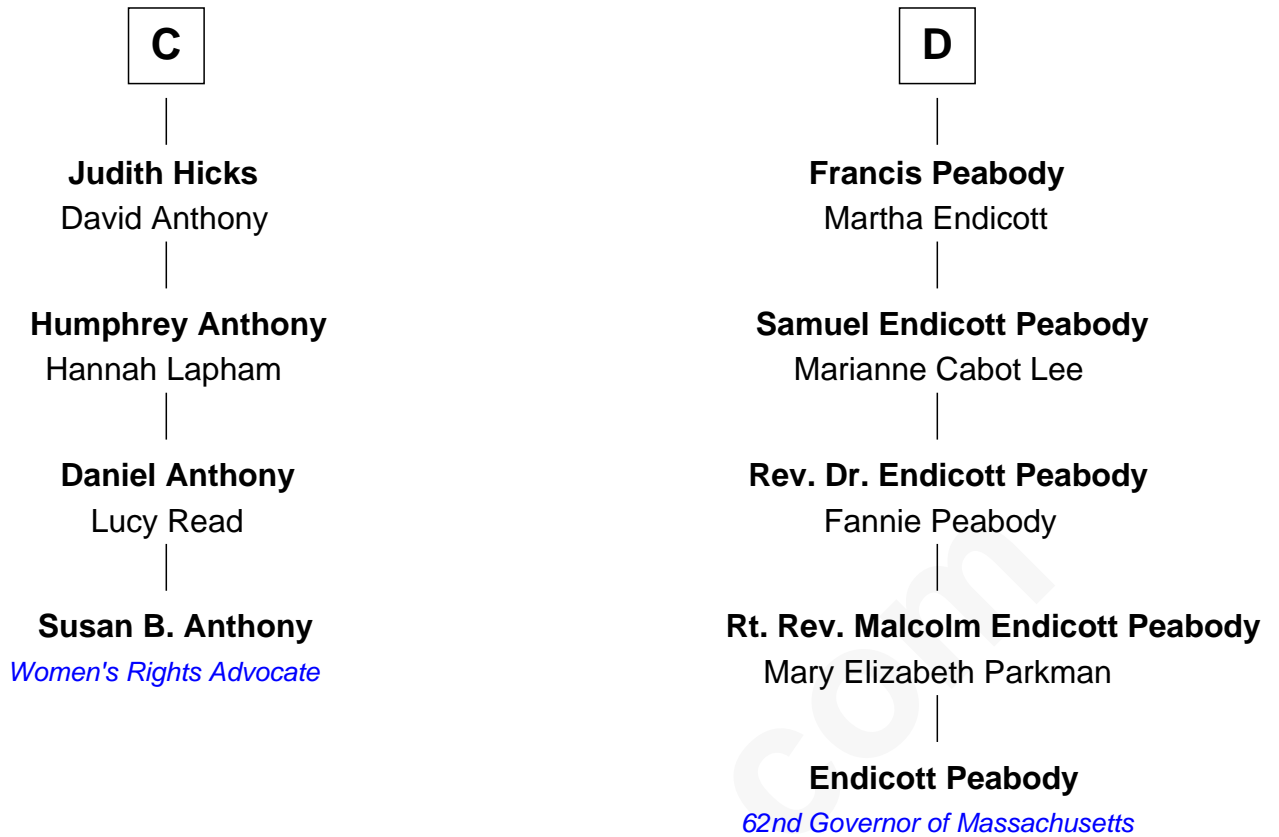 C
Judith Hicks
David Anthony
Humphrey Anthony
Hannah Lapham
Daniel Anthony
Lucy Read
Susan B. Anthony
Women's Rights Advocate
D
Francis Peabody
Martha Endicott
Samuel Endicott Peabody
Marianne Cabot Lee
Rev. Dr. Endicott Peabody
Fannie Peabody
Rt. Rev. Malcolm Endicott Peabody
Mary Elizabeth Parkman
Endicott Peabody
62nd Governor of Massachusetts
com